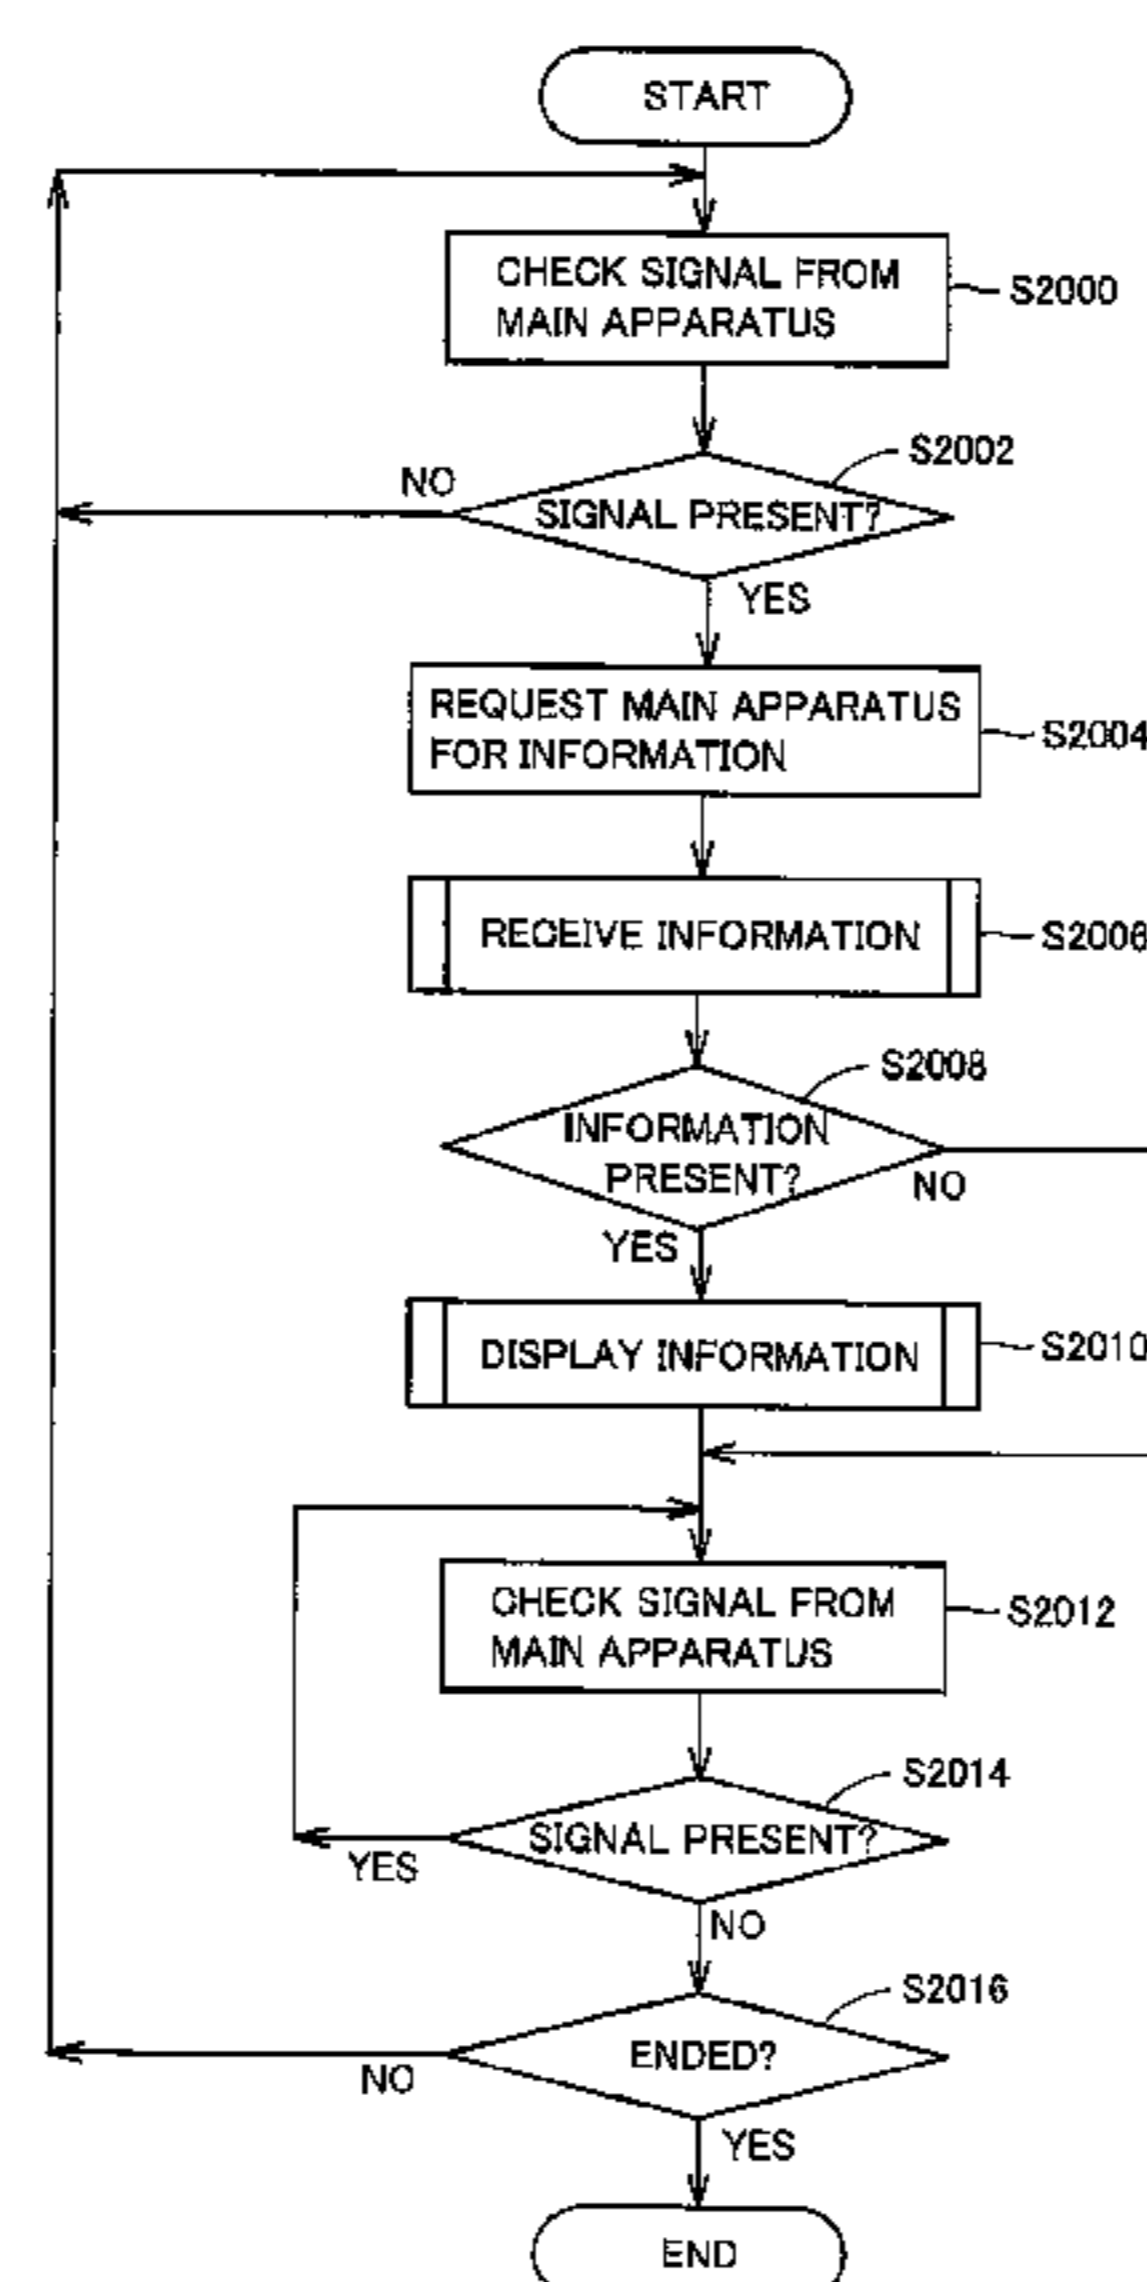 START
CHECK SIGNAL FROM
MAIN APPARATUS
S2000
S2002
NO
SIGNAL PRESENT?
YES
REQUEST MAIN APPARATUS
FOR INFORMATION
S2004
RECEIVE INFORMATION
S2006
S2008
INFORMATION
PRESENT?
NO
YES
DISPLAY INFORMATION
S2010
CHECK SIGNAL FROM
MAIN APPARATUS
S2012
S2014
SIGNAL PRESENT?
YES
NO
S2016
ENDED?
NO
YES
END